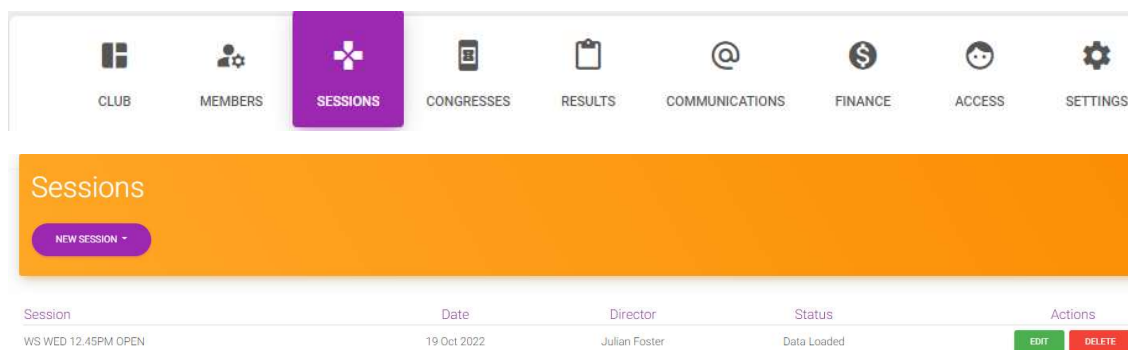 CLUB MEMBERS SESSIONS CONGRESSES RESULTS COMMUNICATIONS FINANCE ACCESS SETTINGS
Sessions
NEW SESSION
Session Date Director Status Actions
WS WED 12.45PM OPEN 19 Oct 2022 Julian Foster Data Loaded EDIT DELETE